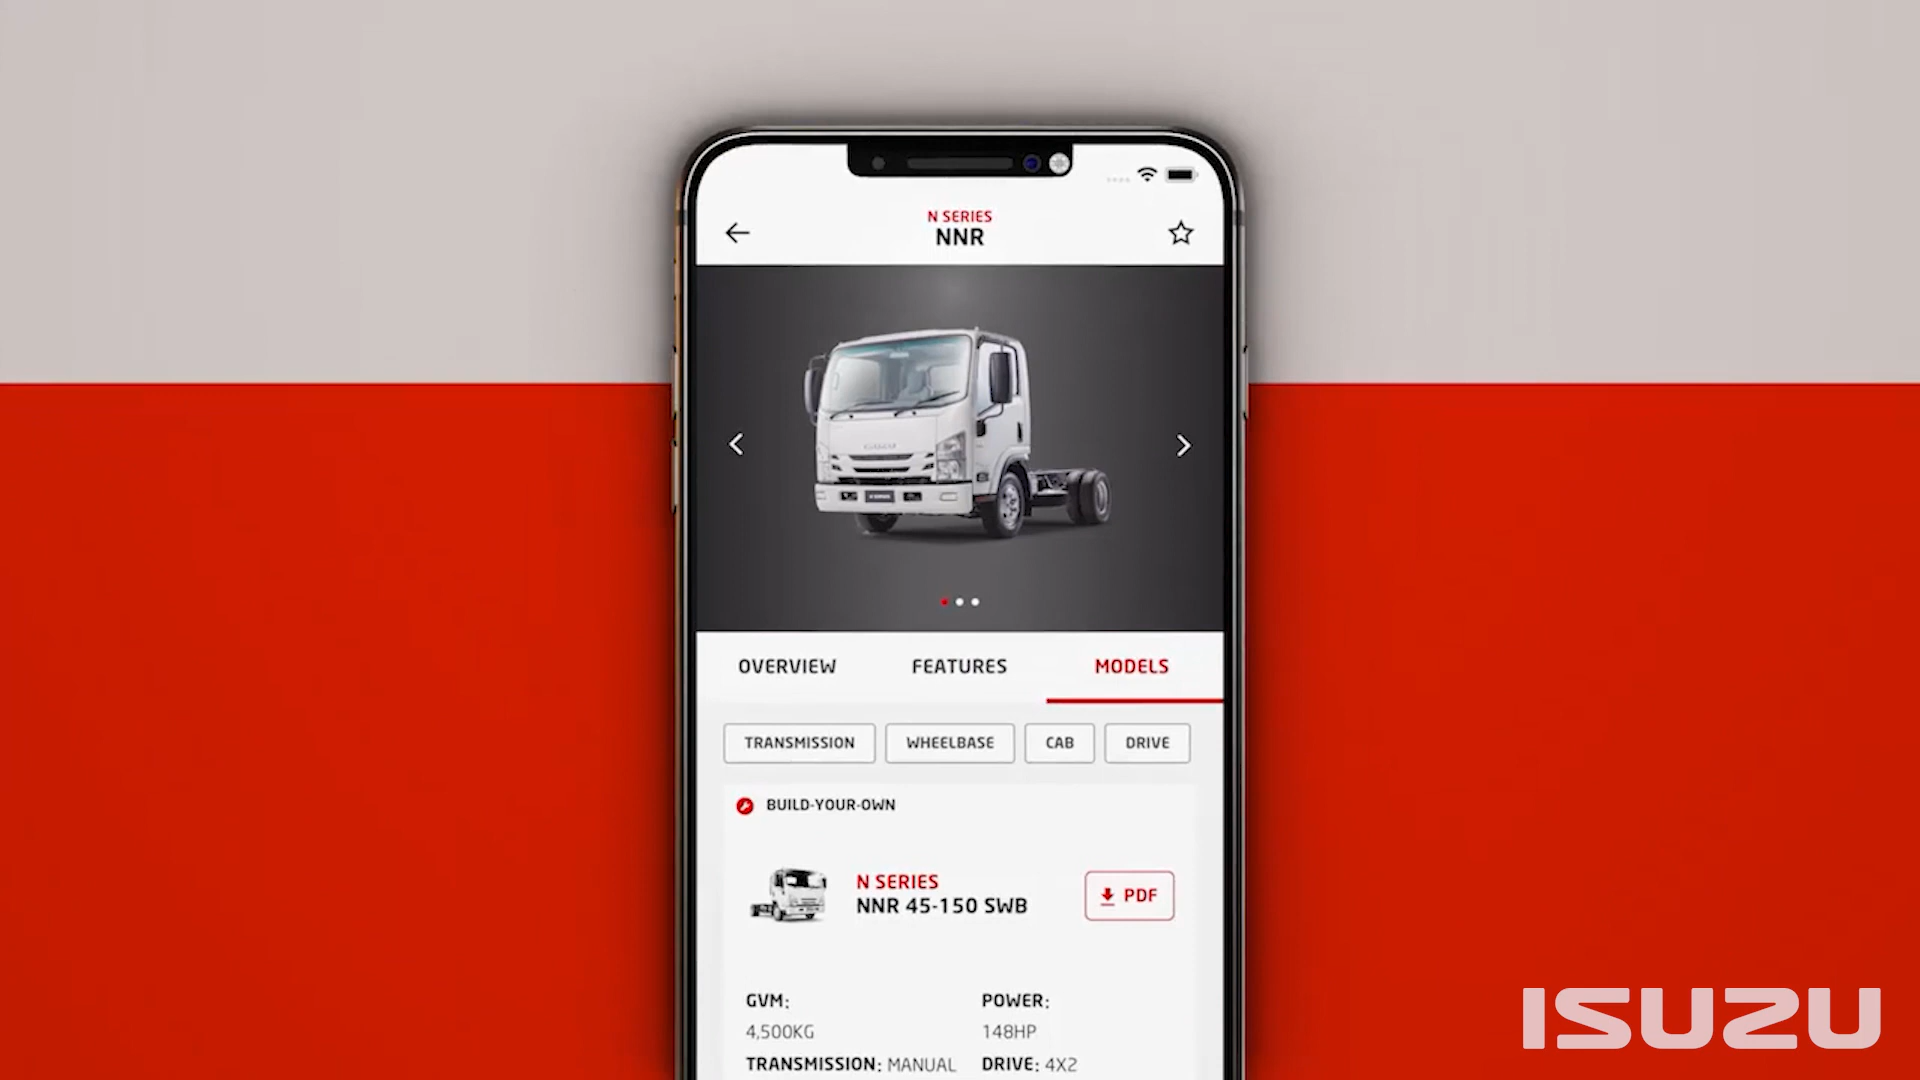 N SERIES
NNR
ISUZU
OVERVIEW
FEATURES
MODELS
TRANSMISSION
WHEELBASE
CAB
DRIVE
BUILD-YOUR-OWN
N SERIES
NNR 45-150 SWB
PDF
GVM:
POWER:
4,500KG
148HP
TRANSMISSION: MANUAL
DRIVE: 4X2
ISUZU